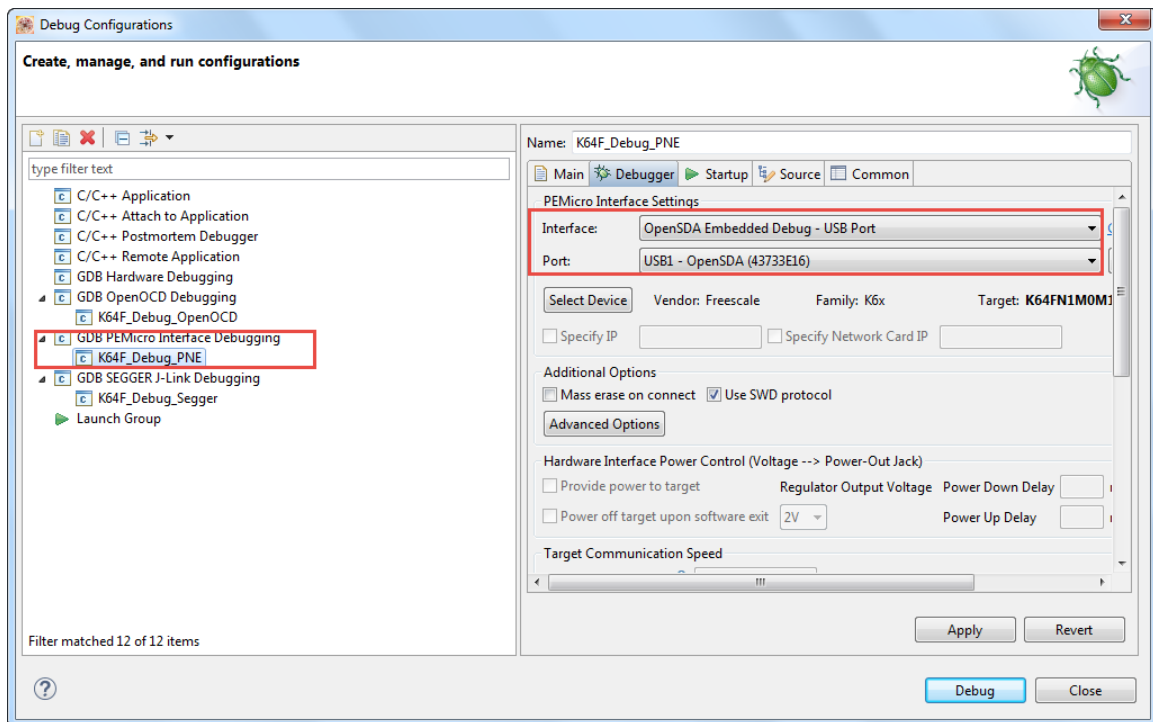 Debug Configurations
Create, manage, and run configurations
type filter text
C/C++ Application
C/C++ Attach to Application
C/C++ Postmortem Debugger
C/C++ Remote Application
GDB Hardware Debugging
GDB OpenOCD Debugging
K64F_Debug_OpenOCD
GDB PEMicro Interface Debugging
K64F_Debug_PNE
GDB SEGGER J-Link Debugging
K64F_Debug_Segger
Launch Group
Filter matched 12 of 12 items
Name: K64F_Debug_PNE
Main Debugger Startup Source Common
PEMicro Interface Settings
Interface: OpenSDA Embedded Debug - USB Port
Port: USB1 - OpenSDA (43733E16)
Select Device Vendor: Freescale Family: K6x Target: K64FN1M0M1
Specify IP Specify Network Card IP
Additional Options
Mass erase on connect Use SWD protocol
Advanced Options
Hardware Interface Power Control (Voltage --> Power-Out Jack)
Provide power to target Regulator Output Voltage Power Down Delay
Power off target upon software exit 2V Power Up Delay
Target Communication Speed
Apply Revert
Debug Close